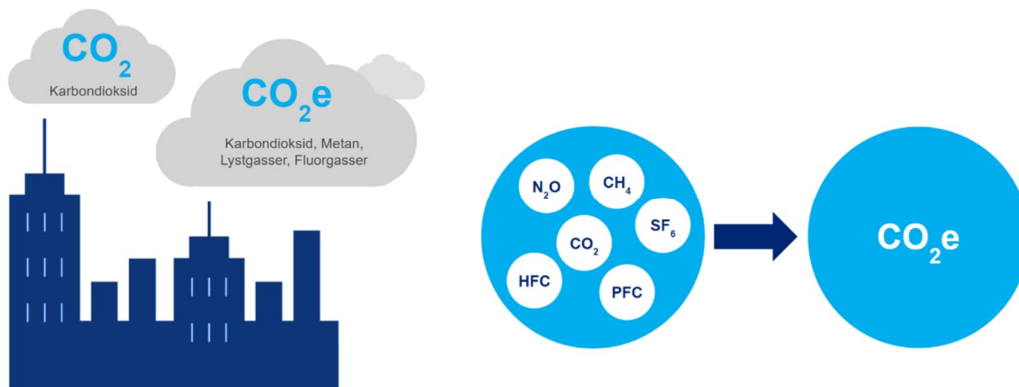 CO₂
Karbondioksid
CO₂e
Karbondioksid, Metan,
Lystgasser, Fluorgasser
N₂O
CH₄
SF₆
CO₂
HFC
PFC
CO₂e